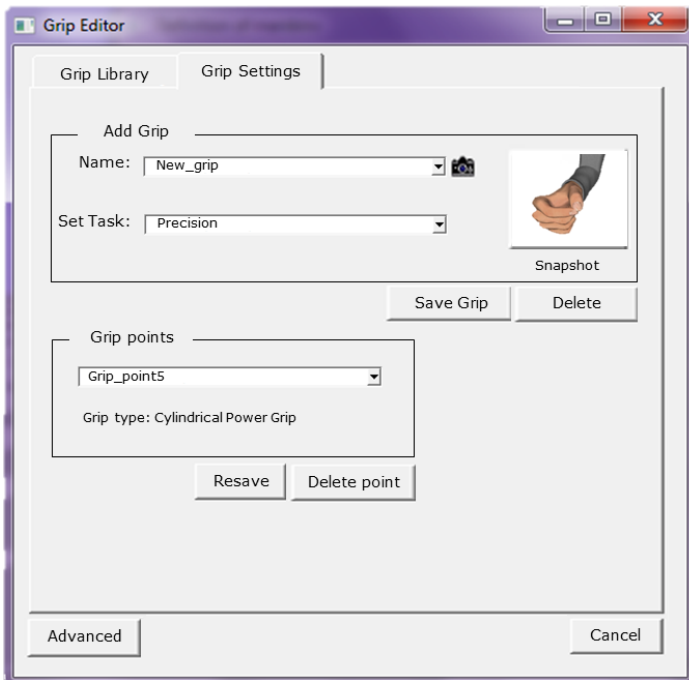 Grip Editor
Grip Library
Grip Settings
Add Grip
Name: New_grip
Set Task: Precision
Snapshot
Save Grip
Delete
Grip points
Grip_point5
Grip type: Cylindrical Power Grip
Resave
Delete point
Advanced
Cancel